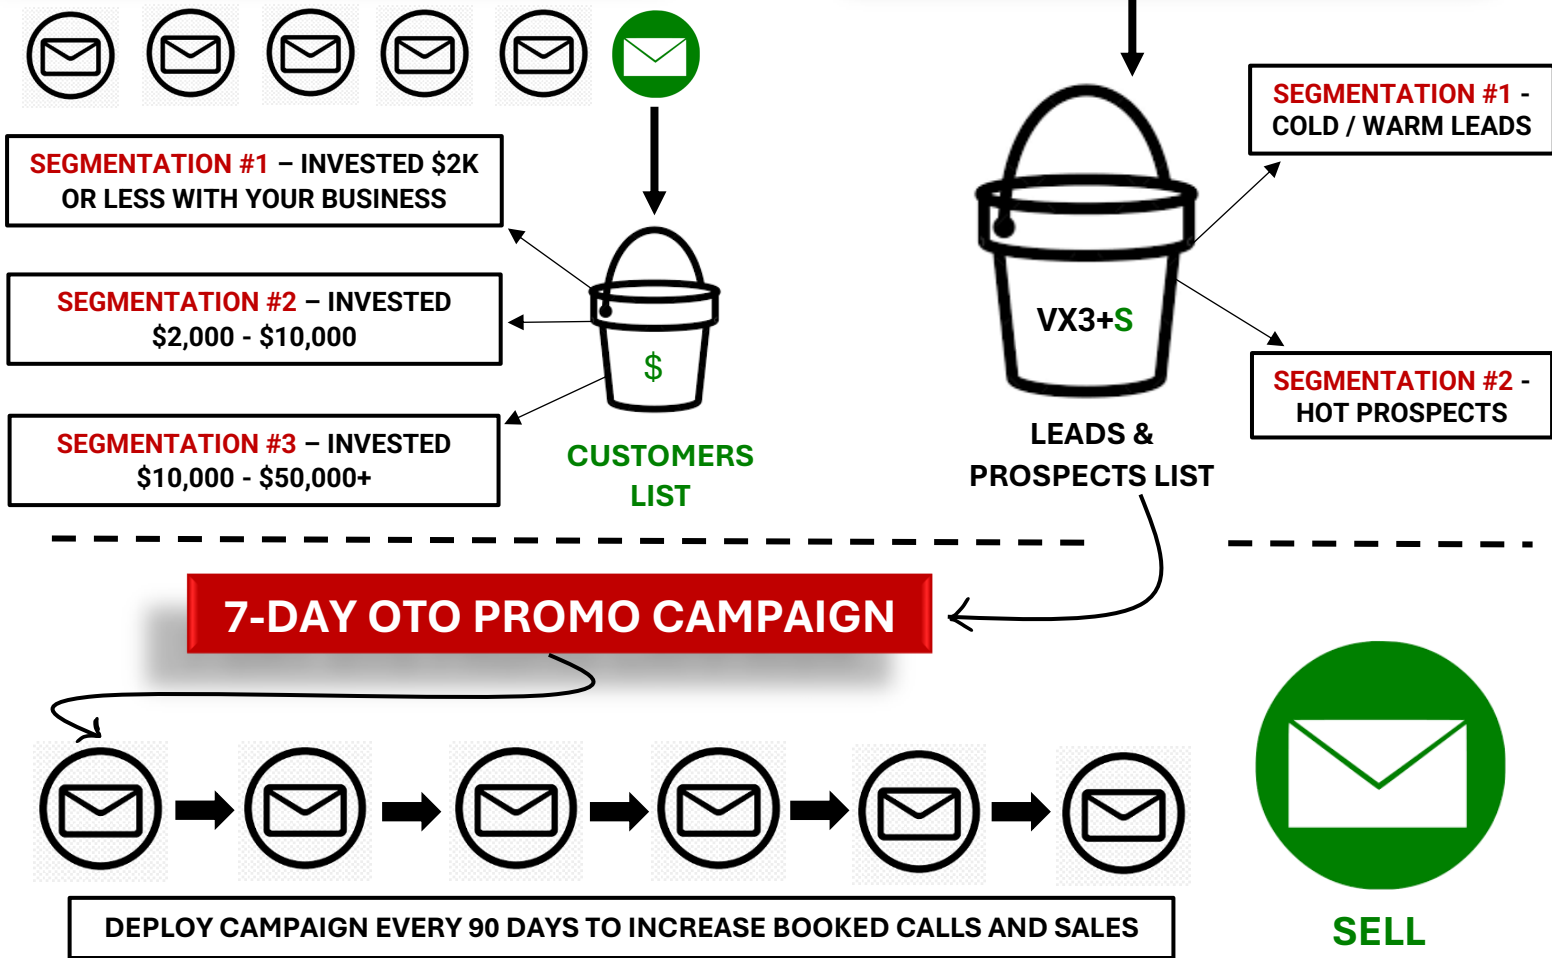 SEGMENTATION #1 – INVESTED $2K
OR LESS WITH YOUR BUSINESS
SEGMENTATION #2 – INVESTED
$2,000 - $10,000
SEGMENTATION #3 – INVESTED
$10,000 - $50,000+
$
CUSTOMERS
LIST
SEGMENTATION #1 -
COLD / WARM LEADS
VX3+S
SEGMENTATION #2 -
HOT PROSPECTS
LEADS &
PROSPECTS LIST
7-DAY OTO PROMO CAMPAIGN
DEPLOY CAMPAIGN EVERY 90 DAYS TO INCREASE BOOKED CALLS AND SALES
SELL